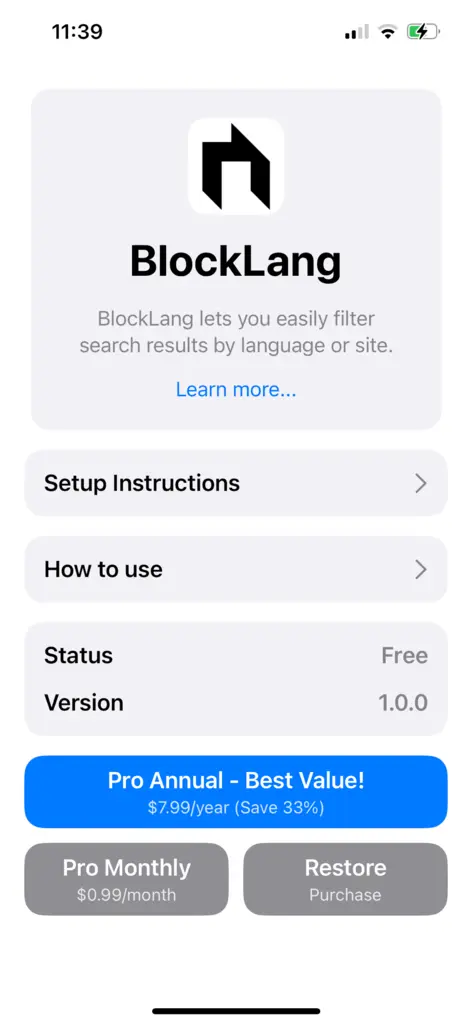 11:39
BlockLang
BlockLang lets you easily filter
search results by language or site.
Learn more...
Setup Instructions
How to use
Status Free
Version 1.0.0
Pro Annual - Best Value!
$7.99/year (Save 33%)
Pro Monthly
$0.99/month
Restore
Purchase